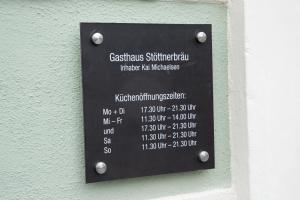 Gasthaus Stöttnerbräu
Inhaber Kai Michaelsen
Küchenöffnungszeiten:
Mo + Di 17.30 Uhr – 21.30 Uhr
Mi – Fr 11.30 Uhr – 14.00 Uhr
und 17.30 Uhr – 21.30 Uhr
Sa 11.30 Uhr – 21.30 Uhr
So 11.30 Uhr – 21.30 Uhr